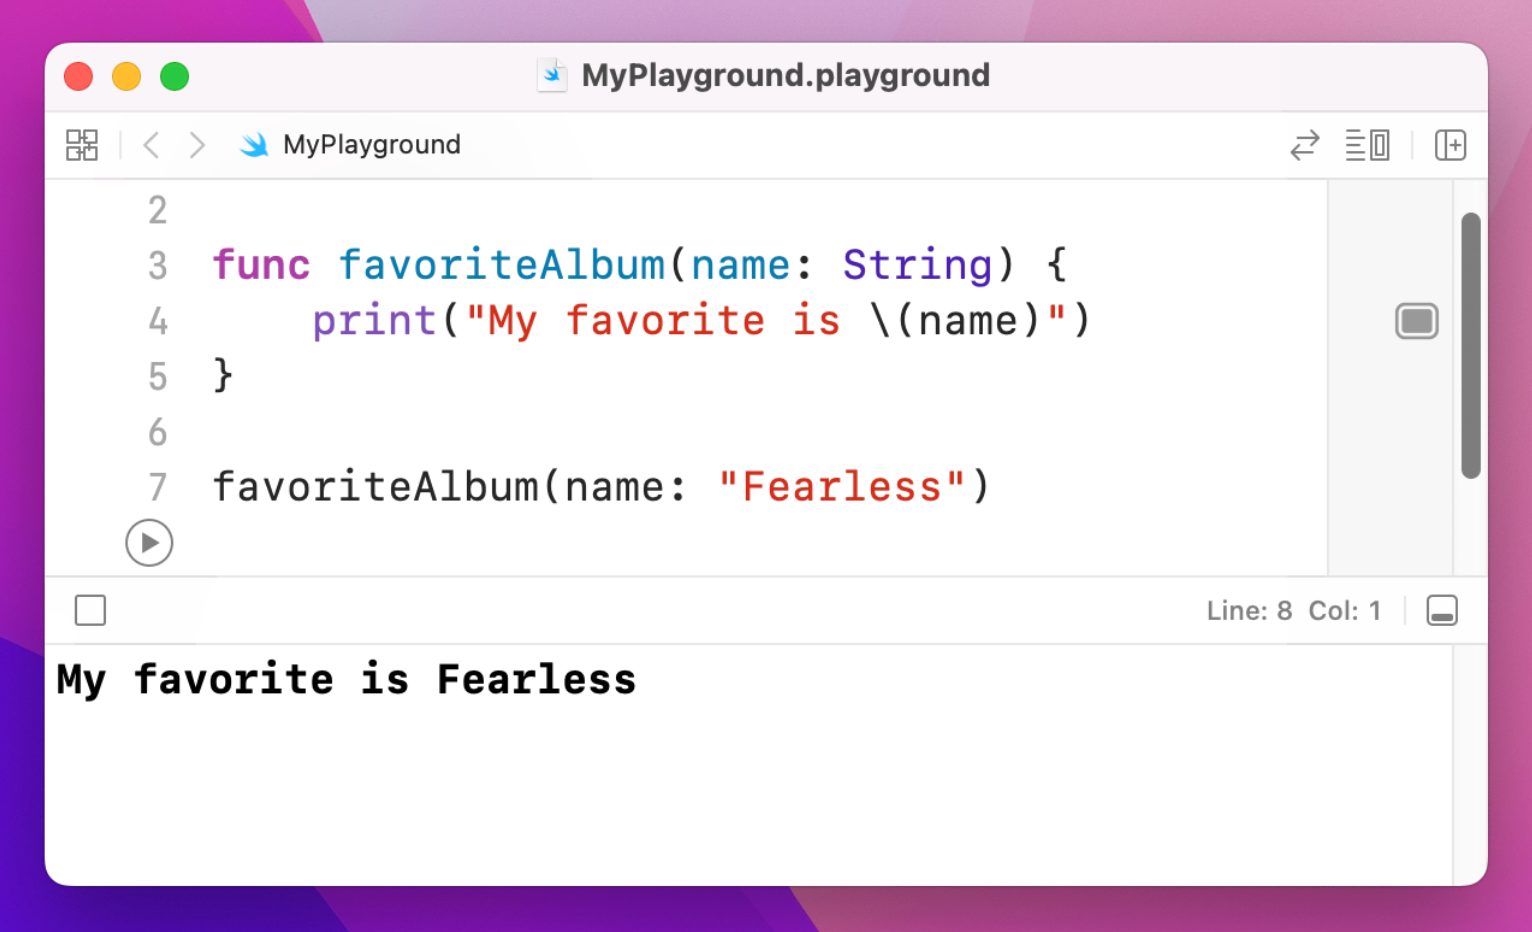 MyPlayground.playground
MyPlayground
2
3 func favoriteAlbum(name: String) {
4     print("My favorite is \(name)")
5 }
6
7 favoriteAlbum(name: "Fearless")
Line: 8 Col: 1
My favorite is Fearless